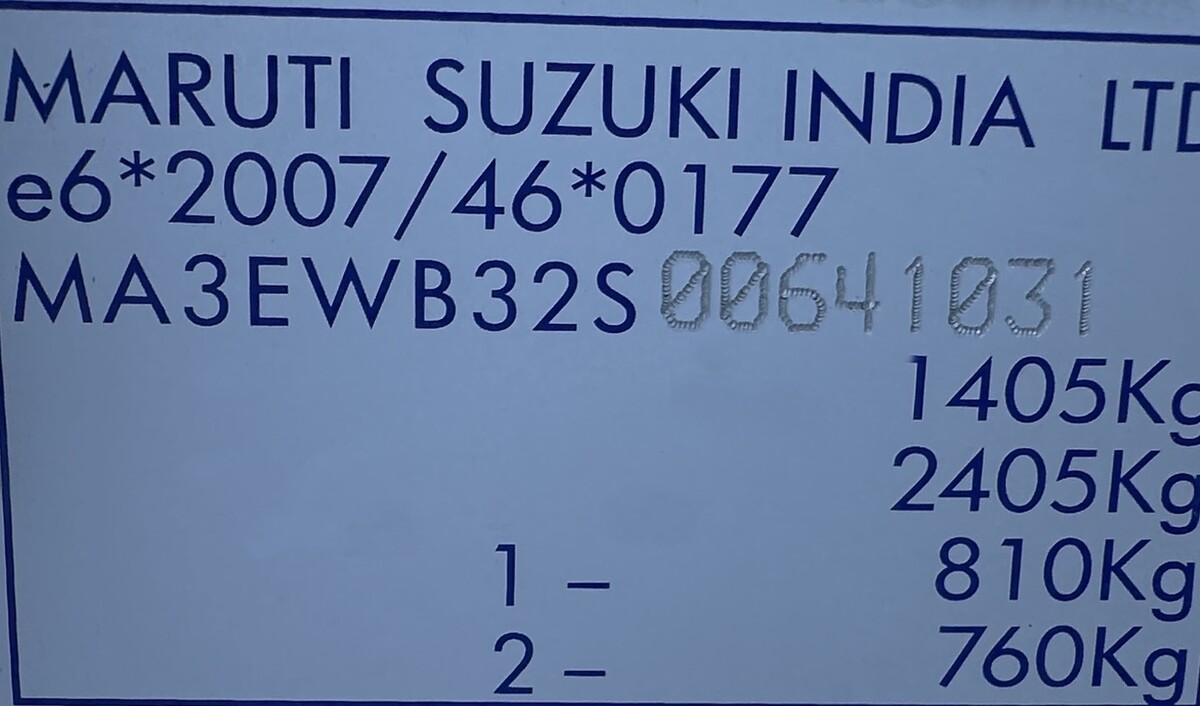 MARUTI SUZUKI INDIA LTD
e6*2007/46*0177
MA3EWB32S00641031
1405Kg
2405Kg
1 – 810Kg
2 – 760Kg